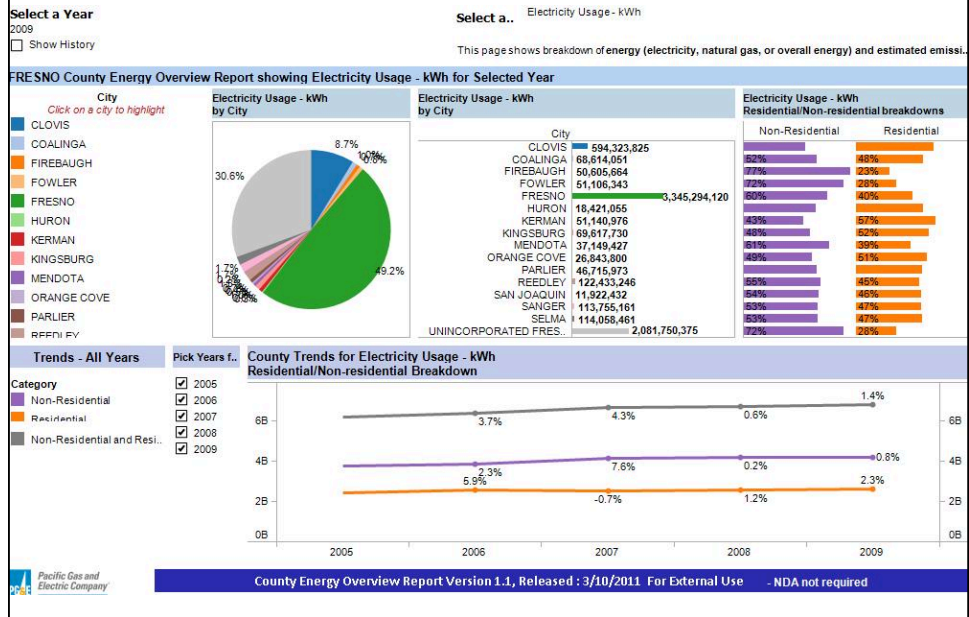 Select a Year
2009
Show History
Select a..
Electricity Usage - kWh
This page shows breakdown of energy (electricity, natural gas, or overall energy) and estimated emissi..
FRESNO County Energy Overview Report showing Electricity Usage - kWh for Selected Year
City
Click on a city to highlight
CLOVIS
COALINGA
FIREBAUGH
FOWLER
FRESNO
HURON
KERMAN
KINGSBURG
MENDOTA
ORANGE COVE
PARLIER
REEDLEY
Electricity Usage - kWh
by City
8.7%
30.6%
49.2%
1.7%
Electricity Usage - kWh
by City
City
CLOVIS 594,323,825
COALINGA 68,614,051
FIREBAUGH 50,605,664
FOWLER 51,106,343
FRESNO 3,345,294,120
HURON 18,421,055
KERMAN 51,140,976
KINGSBURG 69,617,730
MENDOTA 37,149,427
ORANGE COVE 26,843,800
PARLIER 46,715,973
REEDLEY 122,433,246
SAN JOAQUIN 11,922,432
SANGER 113,755,161
SELMA 114,058,461
UNINCORPORATED FRES.. 2,081,750,375
Electricity Usage - kWh
Residential/Non-residential breakdowns
Non-Residential Residential
52% 48%
77% 23%
72% 28%
60% 40%
43% 57%
48% 52%
61% 39%
49% 51%
55% 45%
54% 46%
53% 47%
53% 47%
72% 28%
Trends - All Years
Category
Non-Residential
Residential
Non-Residential and Resi..
Pick Years f..
2005
2006
2007
2008
2009
County Trends for Electricity Usage - kWh
Residential/Non-residential Breakdown
6B
4B
2B
0B
3.7% 4.3% 0.6% 1.4%
2.3% 7.6% 0.2% 0.8%
5.9% -0.7% 1.2% 2.3%
6B
4B
2B
0B
2005 2006 2007 2008 2009
Pacific Gas and
Electric Company
PG&E
County Energy Overview Report Version 1.1, Released : 3/10/2011 For External Use - NDA not required